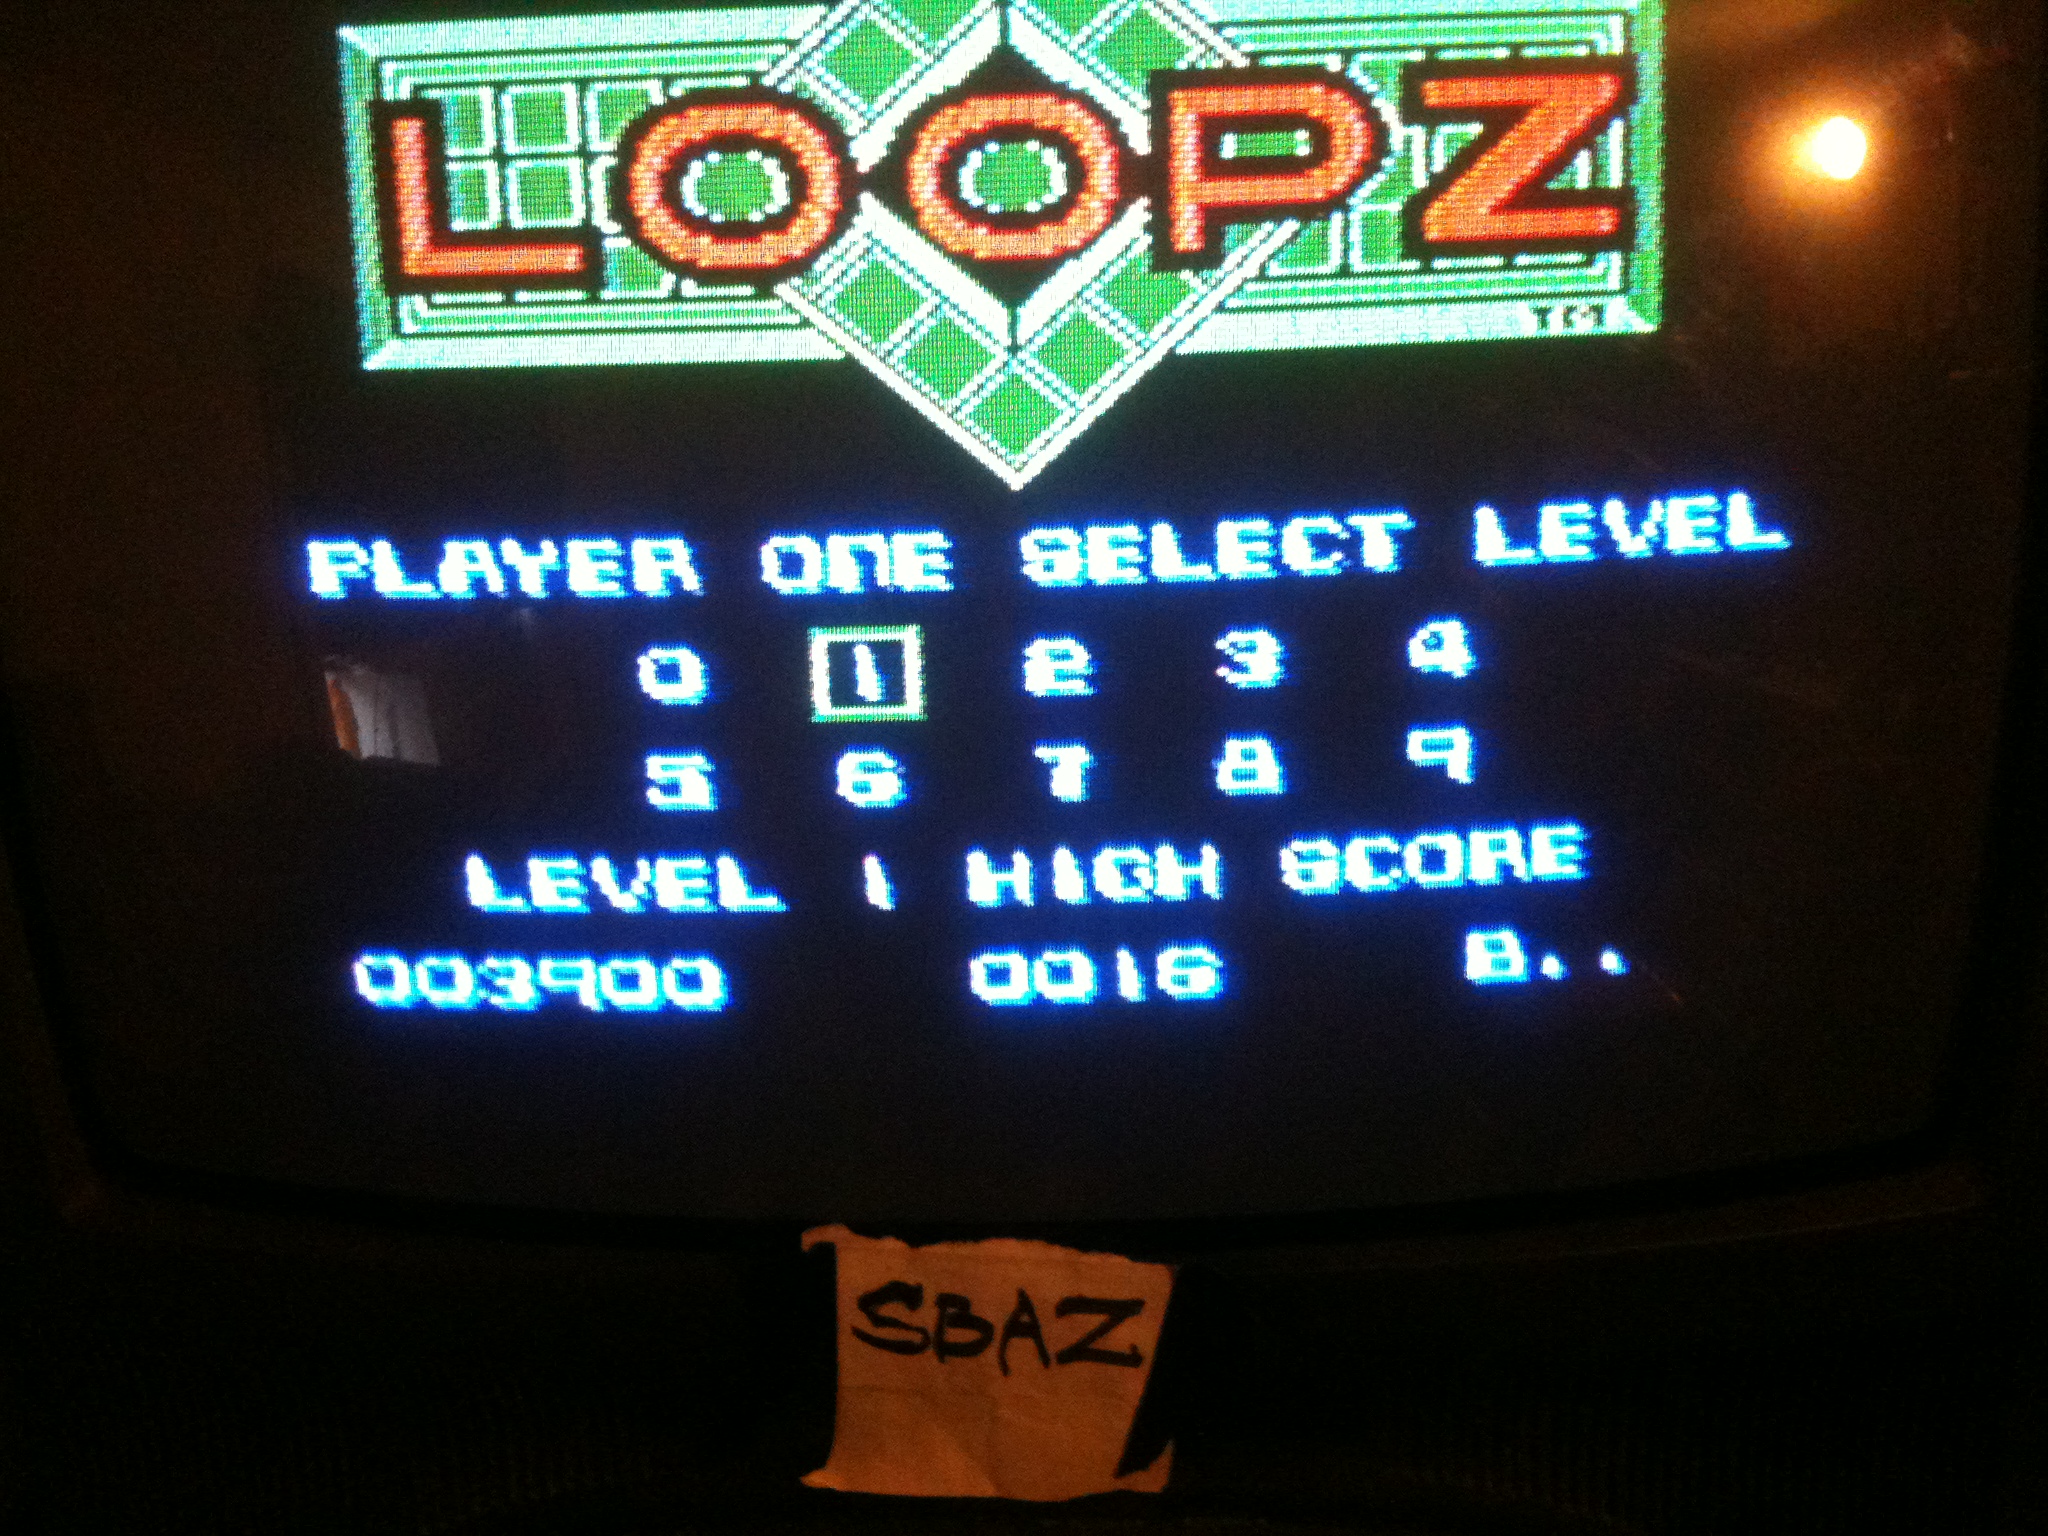 LOOPZ
TM
PLAYER ONE SELECT LEVEL
0 1 2 3 4
5 6 7 8 9
LEVEL 1 HIGH SCORE
003900 0016 B..
SBAZ